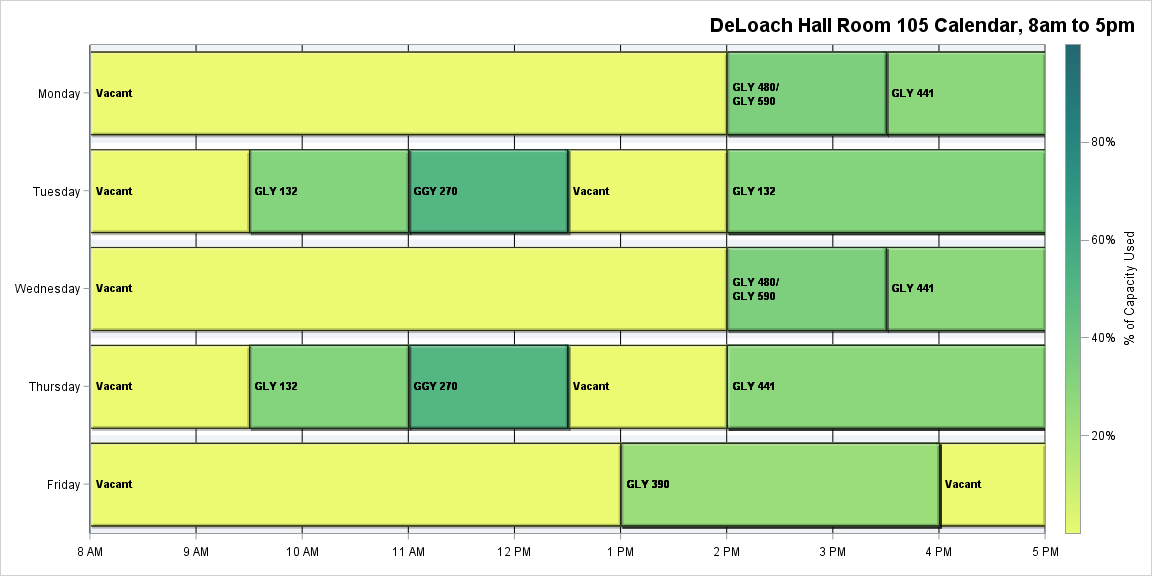 DeLoach Hall Room 105 Calendar, 8am to 5pm
Monday
Vacant
GLY 480/
GLY 590
GLY 441
Tuesday
Vacant
GLY 132
GGY 270
Vacant
GLY 132
Wednesday
Vacant
GLY 480/
GLY 590
GLY 441
Thursday
Vacant
GLY 132
GGY 270
Vacant
GLY 441
Friday
Vacant
GLY 390
Vacant
8 AM
9 AM
10 AM
11 AM
12 PM
1 PM
2 PM
3 PM
4 PM
5 PM
80%
60%
40%
20%
% of Capacity Used